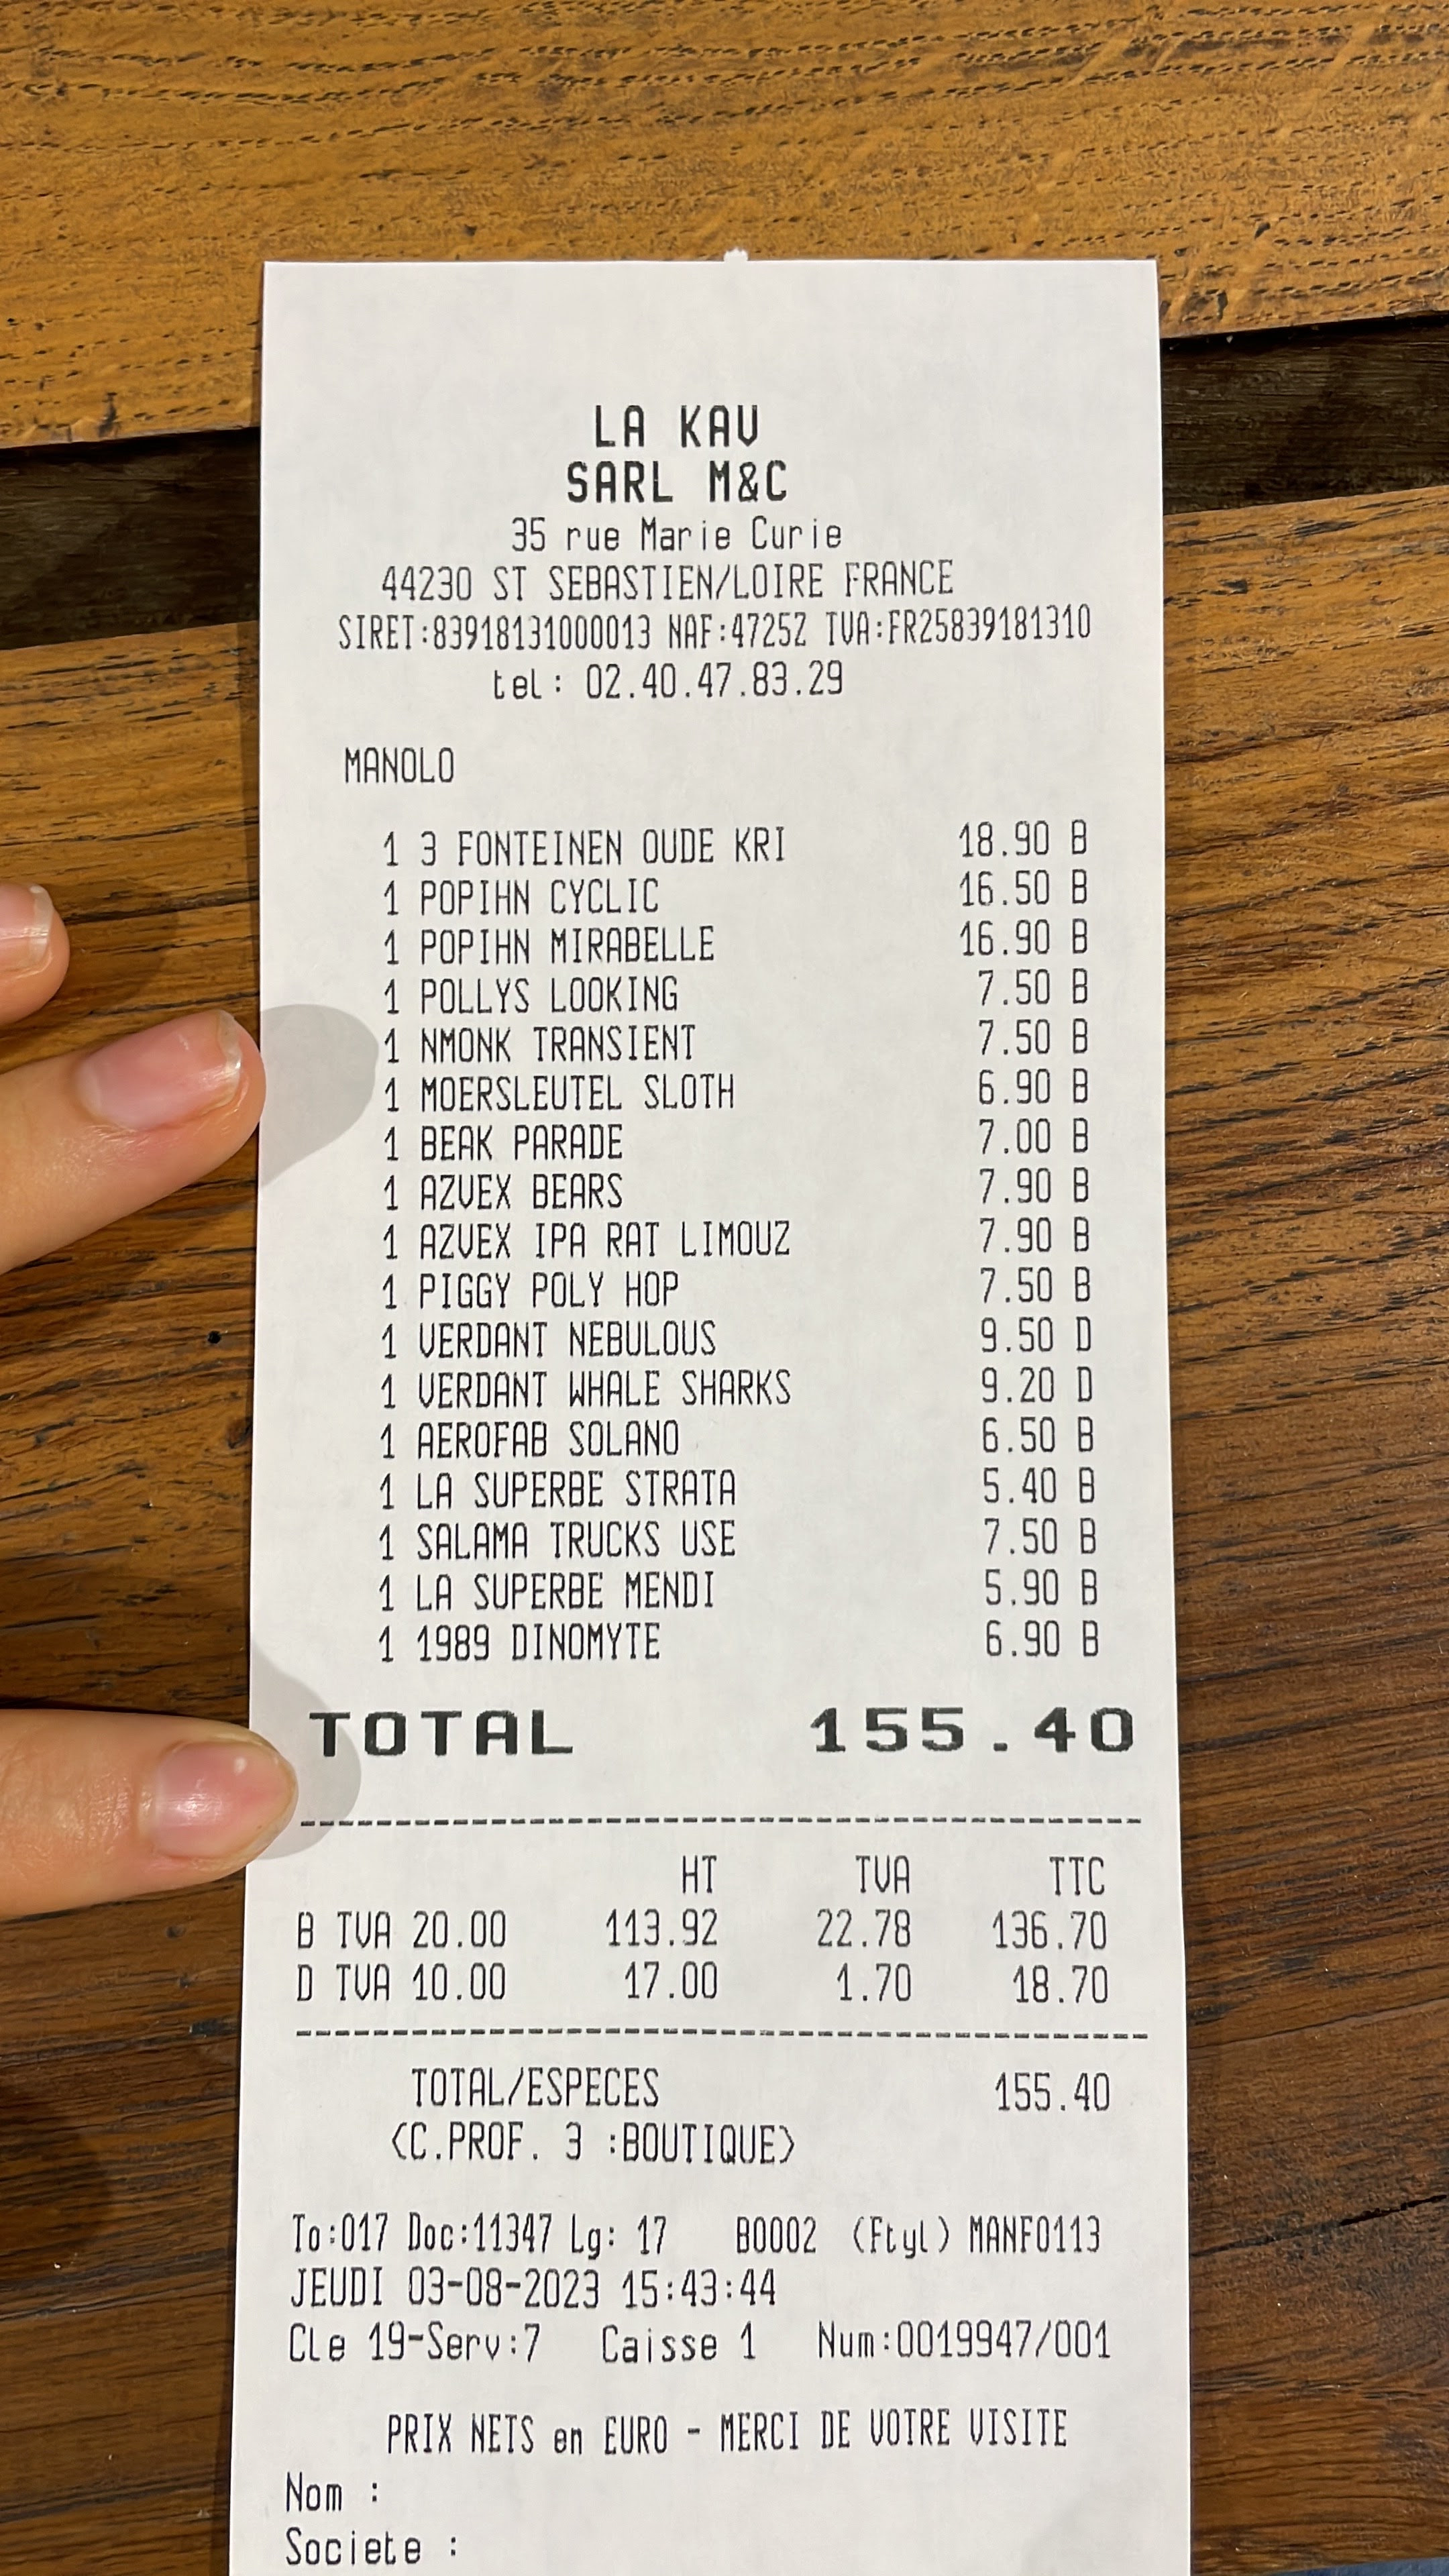 LA KAV
SARL M&C
35 rue Marie Curie
44230 ST SEBASTIEN/LOIRE FRANCE
SIRET:83918131000013 NAF:4725Z TVA:FR25839181310
tel: 02.40.47.83.29
MANOLO
1 3 FONTEINEN OUDE KRI 18.90 B
1 POPIHN CYCLIC 16.50 B
1 POPIHN MIRABELLE 16.90 B
1 POLLYS LOOKING 7.50 B
1 NMONK TRANSIENT 7.50 B
1 MOERSLEUTEL SLOTH 6.90 B
1 BEAK PARADE 7.00 B
1 AZVEX BEARS 7.90 B
1 AZVEX IPA RAT LIMOUZ 7.90 B
1 PIGGY POLY HOP 7.50 B
1 VERDANT NEBULOUS 9.50 D
1 VERDANT WHALE SHARKS 9.20 D
1 AEROFAB SOLANO 6.50 B
1 LA SUPERBE STRATA 5.40 B
1 SALAMA TRUCKS USE 7.50 B
1 LA SUPERBE MENDI 5.90 B
1 1989 DINOMYTE 6.90 B
TOTAL 155.40
HT TVA TTC
B TVA 20.00 113.92 22.78 136.70
D TVA 10.00 17.00 1.70 18.70
TOTAL/ESPECES 155.40
<C.PROF. 3 :BOUTIQUE>
To:017 Doc:11347 Lg: 17 B0002 (Ftyl) MANF0113
JEUDI 03-08-2023 15:43:44
Cle 19-Serv:7 Caisse 1 Num:0019947/001
PRIX NETS en EURO - MERCI DE VOTRE VISITE
Nom :
Societe :